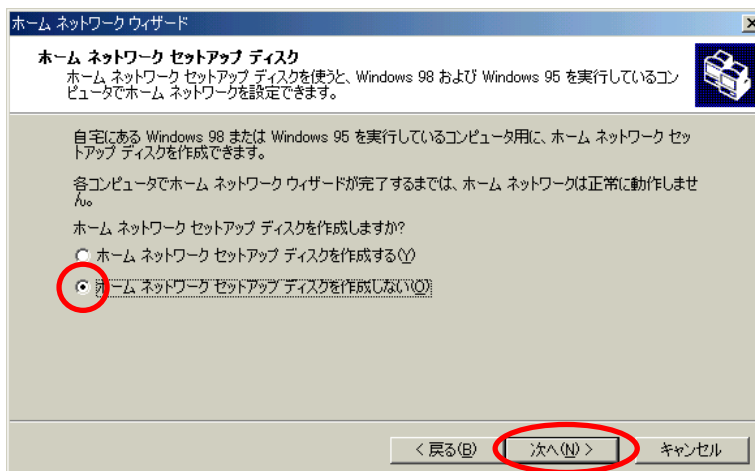 ホーム ネットワーク ウィザード
ホーム ネットワーク セットアップ ディスク
ホーム ネットワーク セットアップ ディスクを使うと、Windows 98 および Windows 95 を実行しているコン
ピュータでホーム ネットワークを設定できます。
自宅にある Windows 98 または Windows 95 を実行しているコンピュータ用に、ホーム ネットワーク セッ
トアップ ディスクを作成できます。
各コンピュータでホーム ネットワーク ウィザードが完了するまでは、ホーム ネットワークは正常に動作しませ
ん。
ホーム ネットワーク セットアップ ディスクを作成しますか?
ホーム ネットワーク セットアップ ディスクを作成する(Y)
ホーム ネットワーク セットアップ ディスクを作成しない(O)
< 戻る(B) 次へ(N) > キャンセル